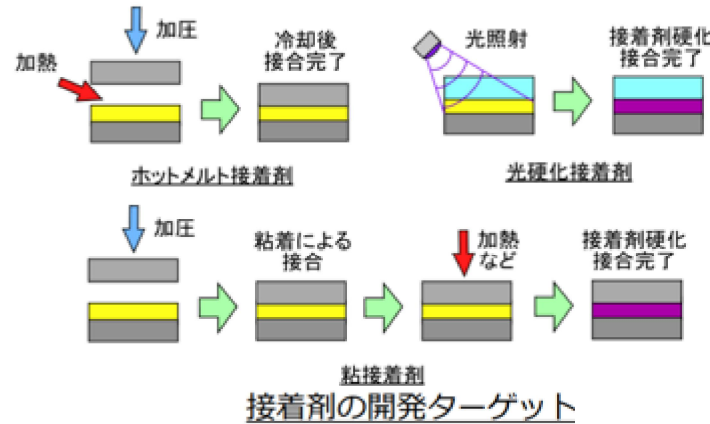 加圧
加熱
冷却後
接合完了
ホットメルト接着剤
光照射
接着剤硬化
接合完了
光硬化接着剤
加圧
粘着による
接合
加熱
など
接着剤硬化
接合完了
粘接着剤
接着剤の開発ターゲット